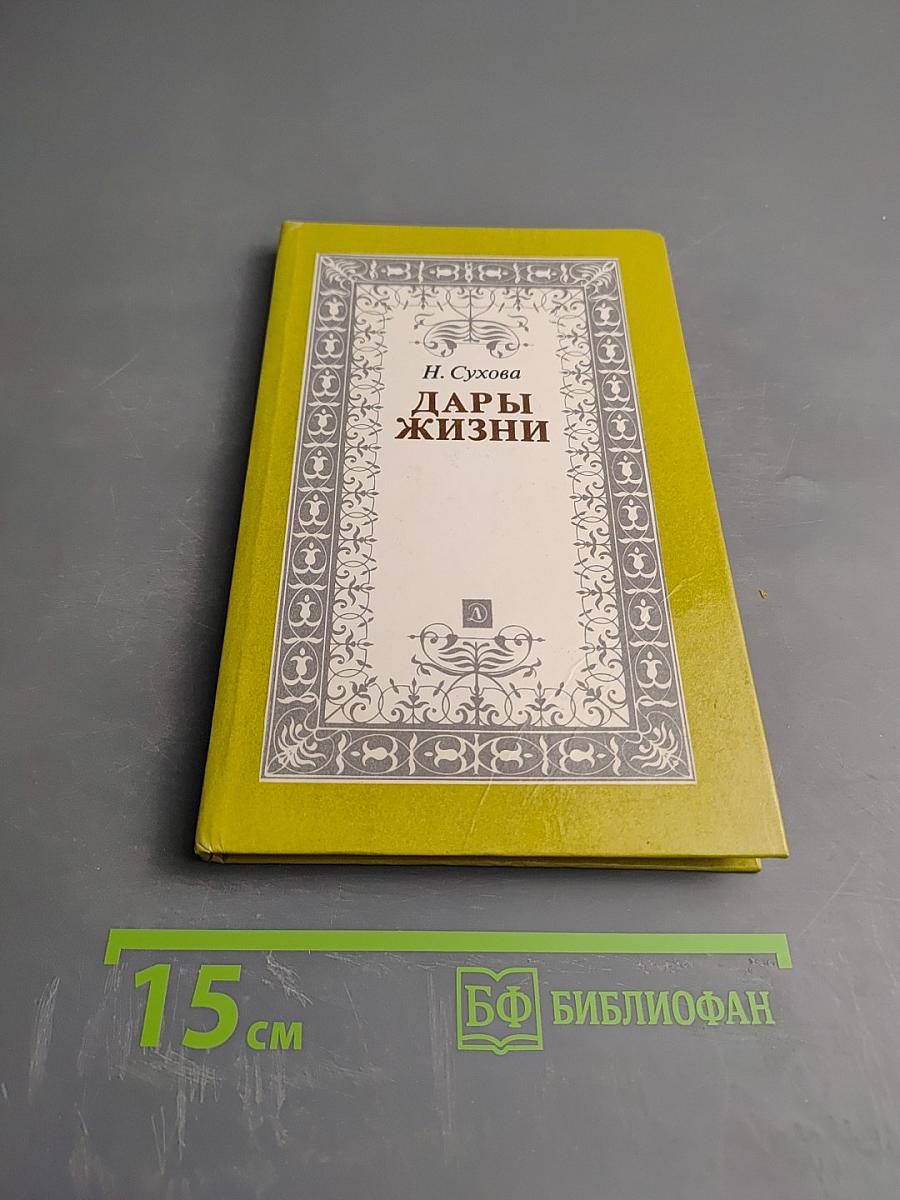 Н. Сухова
ДАРЫ
ЖИЗНИ
Д
15 см
БФ БИБЛИОФАН